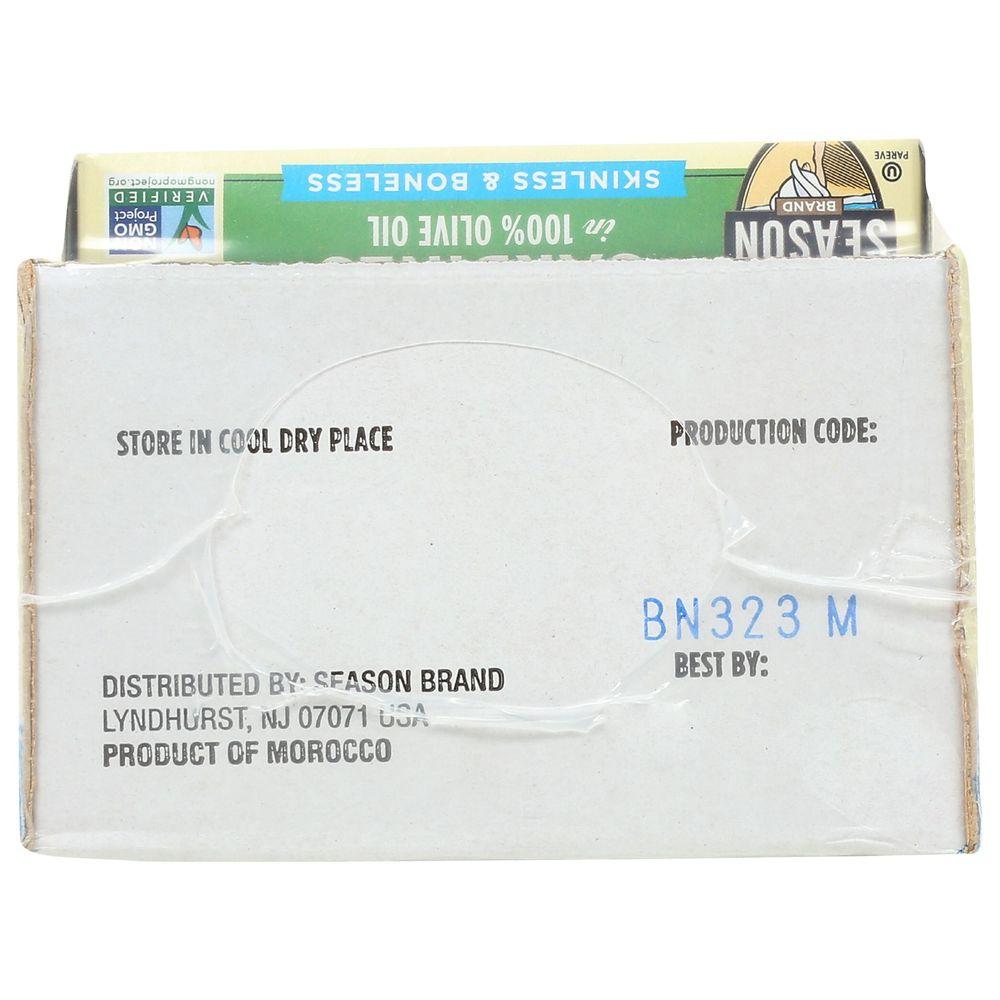 SKINLESS & BONELESS
in 100% OLIVE OIL
SEASON
BRAND
U
PAREVE
NON
GMO
Project
VERIFIED
nongmoproject.org
STORE IN COOL DRY PLACE
PRODUCTION CODE:
BN323 M
BEST BY:
DISTRIBUTED BY: SEASON BRAND
LYNDHURST, NJ 07071 USA
PRODUCT OF MOROCCO